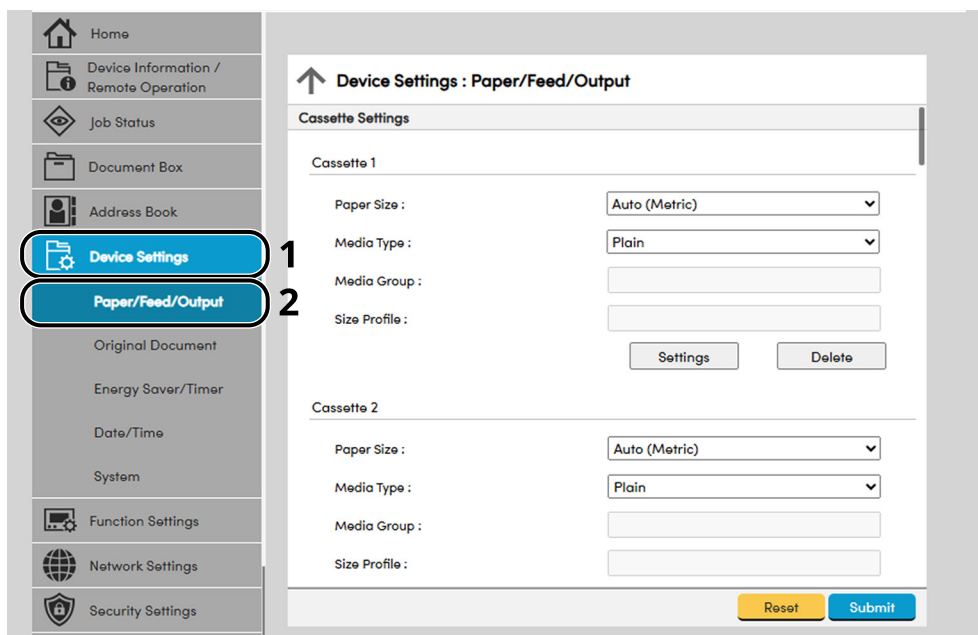 Home
Device Information /
Remote Operation
Job Status
Document Box
Address Book
Device Settings
1
Paper/Feed/Output
2
Original Document
Energy Saver/Timer
Date/Time
System
Function Settings
Network Settings
Security Settings
Device Settings : Paper/Feed/Output
Cassette Settings
Cassette 1
Paper Size : Auto (Metric)
Media Type : Plain
Media Group :
Size Profile :
Settings Delete
Cassette 2
Paper Size : Auto (Metric)
Media Type : Plain
Media Group :
Size Profile :
Reset Submit